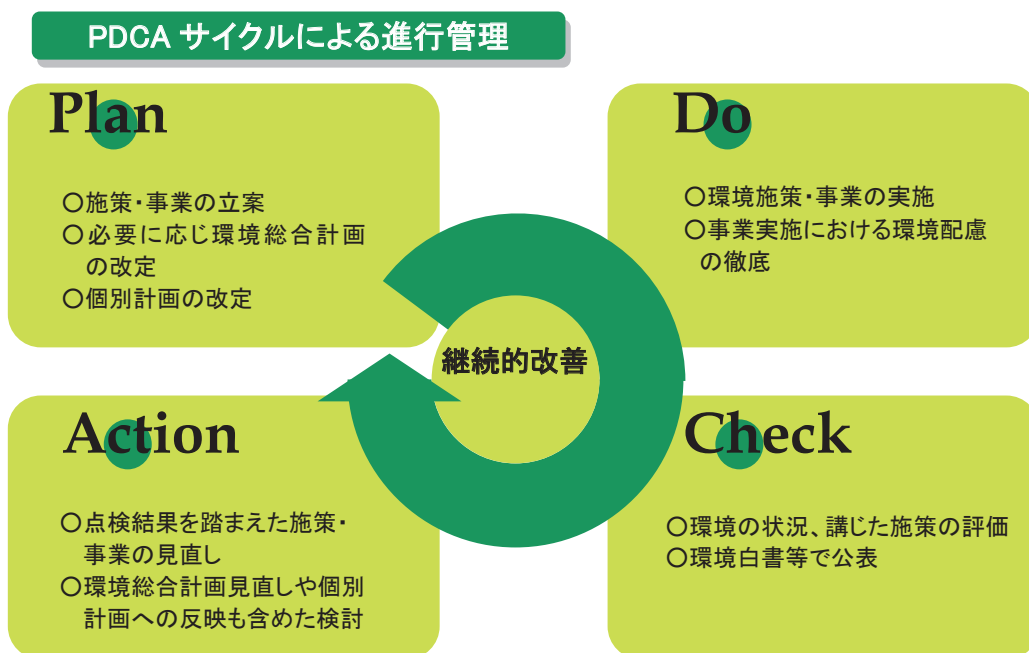 PDCA サイクルによる進行管理
Plan
○施策・事業の立案
○必要に応じ環境総合計画
の改定
○個別計画の改定
Do
○環境施策・事業の実施
○事業実施における環境配慮
の徹底
継続的改善
Action
○点検結果を踏まえた施策・
事業の見直し
○環境総合計画見直しや個別
計画への反映も含めた検討
Check
○環境の状況、講じた施策の評価
○環境白書等で公表